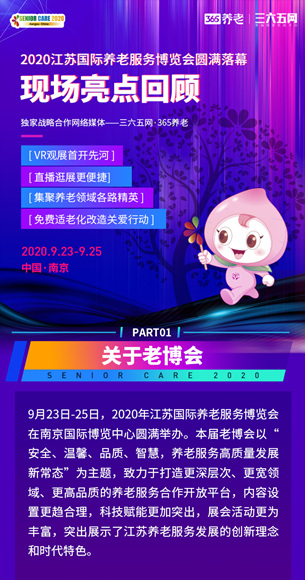 SENIOR CARE 2020
365养老
三六五网
2020江苏国际养老服务博览会圆满落幕
现场亮点回顾
独家战略合作网络媒体——三六五网·365养老
[ VR观展首开先河 ]
[ 直播逛展更便捷]
[ 集聚养老领域各路精英 ]
[ 免费适老化改造关爱行动 ]
2020.9.23-9.25
中国·南京
PART01
关于老博会
SENIOR CARE 2020
9月23日-25日，2020年江苏国际养老服务博览会
在南京国际博览中心圆满举办。本届老博会以“
安全、温馨、品质、智慧，养老服务高质量发展
新常态”为主题，致力于打造更深层次、更宽领
域、更高品质的养老服务合作开放平台，内容设
置更趋合理，科技赋能更加突出，展会活动更为
丰富，突出展示了江苏养老服务发展的创新理念
和时代特色。